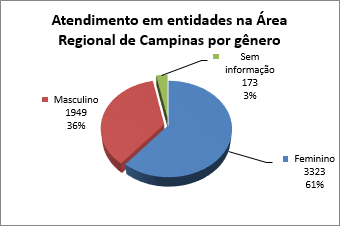 Atendimento em entidades na Área
Regional de Campinas por gênero
Sem
informação
173
3%
Masculino
1949
36%
Feminino
3323
61%